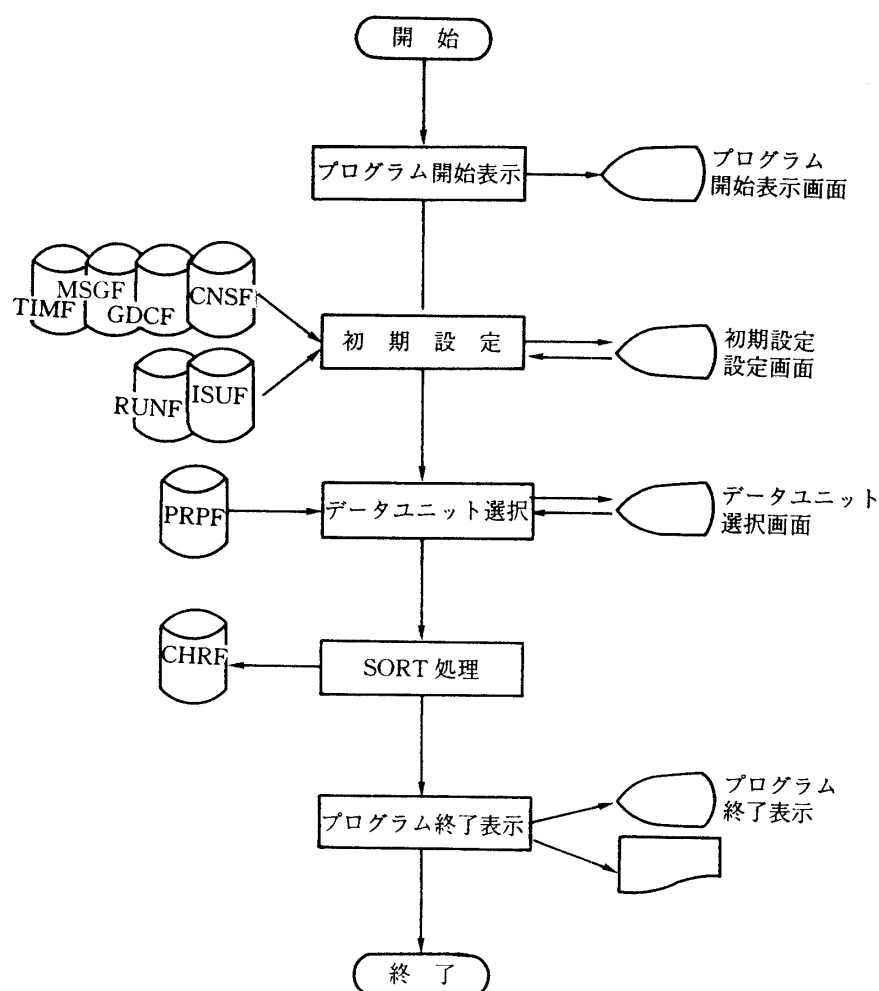 開始
プログラム開始表示
プログラム
開始表示画面
TIMF
MSGF
GDCF
CNSF
初期設定
初期設定
設定画面
RUNF
ISUF
PRPF
データユニット選択
データユニット
選択画面
CHRF
SORT 処理
プログラム終了表示
プログラム
終了表示
終了